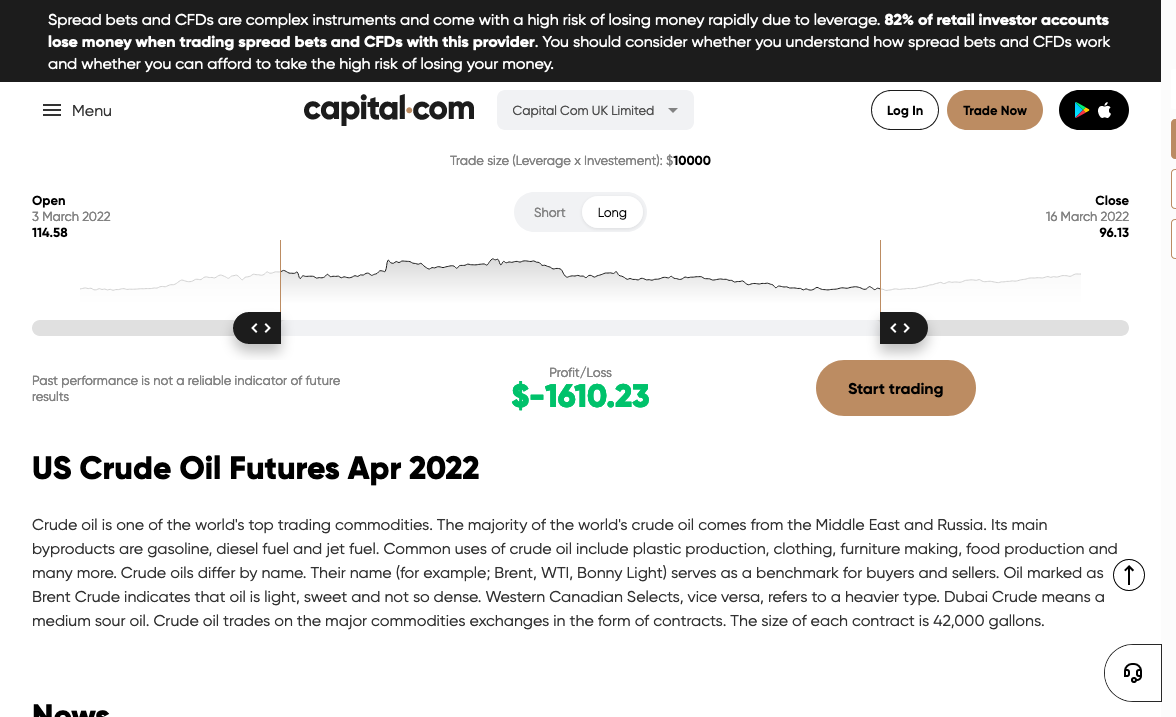 Spread bets and CFDs are complex instruments and come with a high risk of losing money rapidly due to leverage. 82% of retail investor accounts
lose money when trading spread bets and CFDs with this provider. You should consider whether you understand how spread bets and CFDs work
and whether you can afford to take the high risk of losing your money.
Menu
capital.com
Capital Com UK Limited
Log In
Trade Now
Trade size (Leverage x Investement): $10000
Open
3 March 2022
114.58
Short
Long
Close
16 March 2022
96.13
Past performance is not a reliable indicator of future
results
Profit/Loss
$-1610.23
Start trading
US Crude Oil Futures Apr 2022
Crude oil is one of the world's top trading commodities. The majority of the world's crude oil comes from the Middle East and Russia. Its main
byproducts are gasoline, diesel fuel and jet fuel. Common uses of crude oil include plastic production, clothing, furniture making, food production and
many more. Crude oils differ by name. Their name (for example; Brent, WTI, Bonny Light) serves as a benchmark for buyers and sellers. Oil marked as
Brent Crude indicates that oil is light, sweet and not so dense. Western Canadian Selects, vice versa, refers to a heavier type. Dubai Crude means a
medium sour oil. Crude oil trades on the major commodities exchanges in the form of contracts. The size of each contract is 42,000 gallons.
News